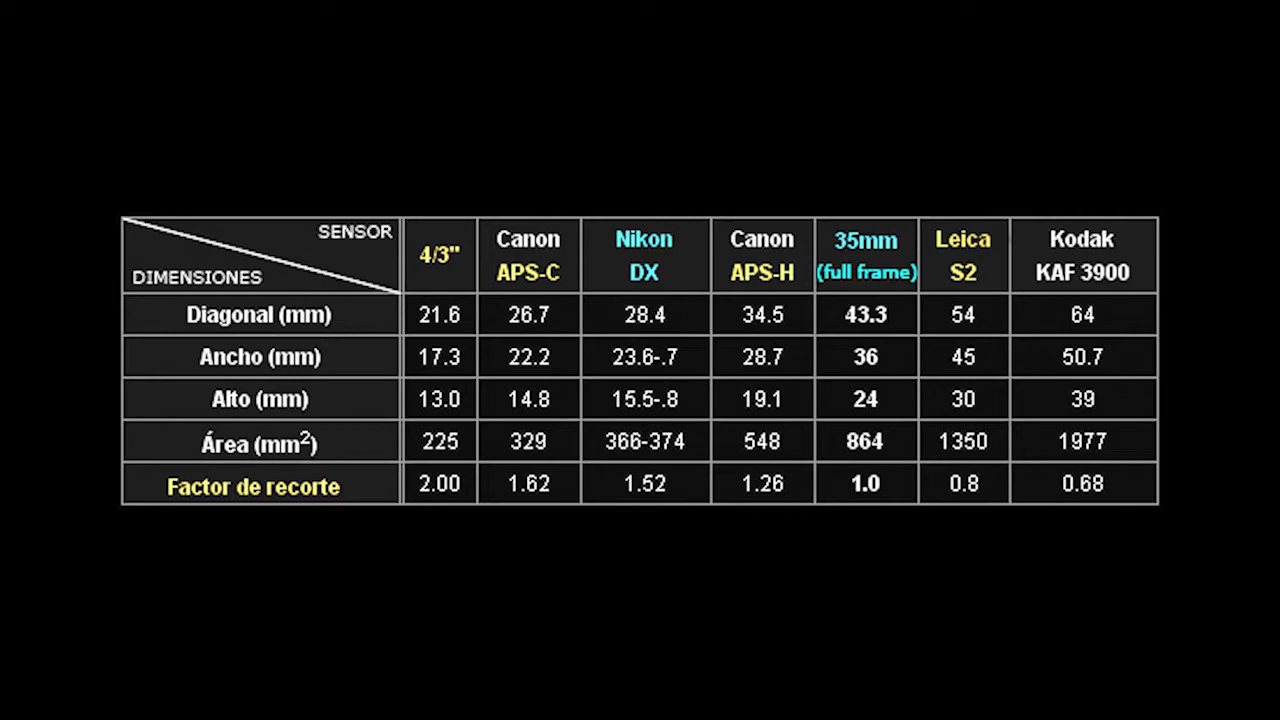 SENSOR
DIMENSIONES
4/3"
Canon
APS-C
Nikon
DX
Canon
APS-H
35mm
(full frame)
Leica
S2
Kodak
KAF 3900
Diagonal (mm) 21.6 26.7 28.4 34.5 43.3 54 64
Ancho (mm) 17.3 22.2 23.6-.7 28.7 36 45 50.7
Alto (mm) 13.0 14.8 15.5-.8 19.1 24 30 39
Área (mm²) 225 329 366-374 548 864 1350 1977
Factor de recorte 2.00 1.62 1.52 1.26 1.0 0.8 0.68